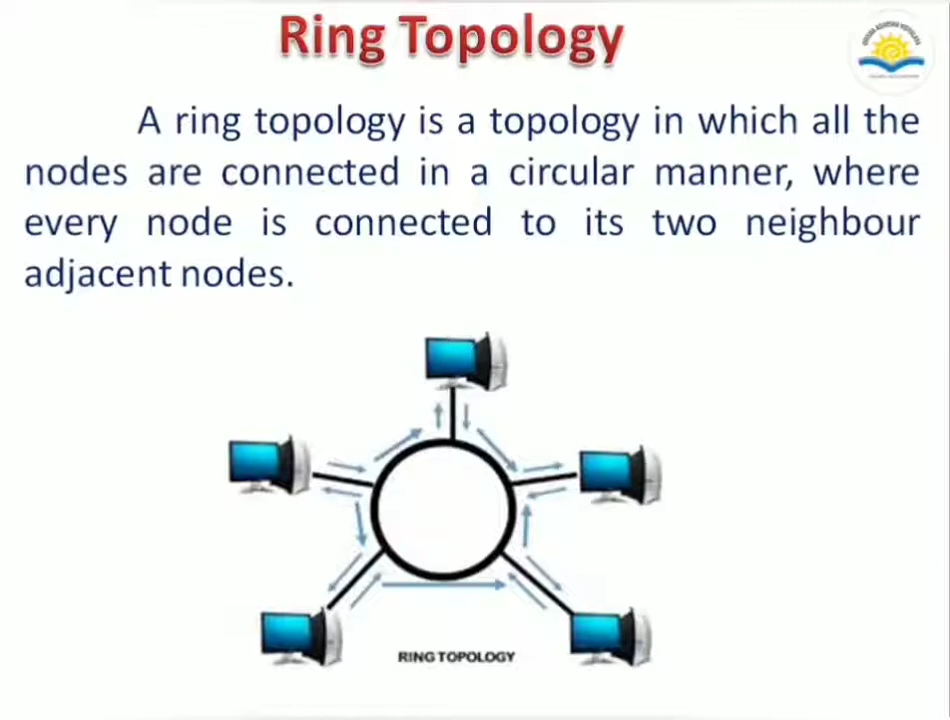 Ring Topology
A ring topology is a topology in which all the
nodes are connected in a circular manner, where
every node is connected to its two neighbour
adjacent nodes.
RING TOPOLOGY